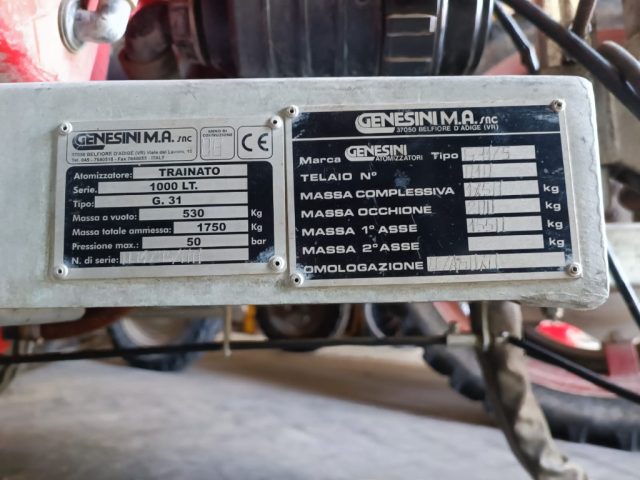 GENESINI M.A. snc
37050 BELFIORE D'ADIGE (VR) Viale del Lavoro, 15
ANNO DI COSTRUZIONE
CE
Atomizzatore: TRAINATO
Serie. 1000 LT.
Tipo: G. 31
Massa a vuoto: 530 Kg
Massa totale ammessa: 1750 Kg
Pressione max.: 50 bar
N. di serie:
GENESINI M.A. snc
37050 BELFIORE D'ADIGE (VR)
Marca GENESINI ATOMIZZATORI Tipo
TELAIO N°
MASSA COMPLESSIVA kg
MASSA OCCHIONE kg
MASSA 1° ASSE kg
MASSA 2° ASSE kg
OMOLOGAZIONE